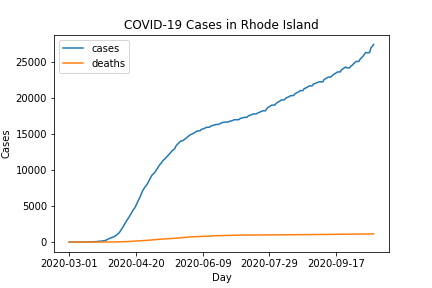 COVID-19 Cases in Rhode Island
cases
deaths
25000
20000
15000
10000
5000
0
Cases
2020-03-01 2020-04-20 2020-06-09 2020-07-29 2020-09-17
Day